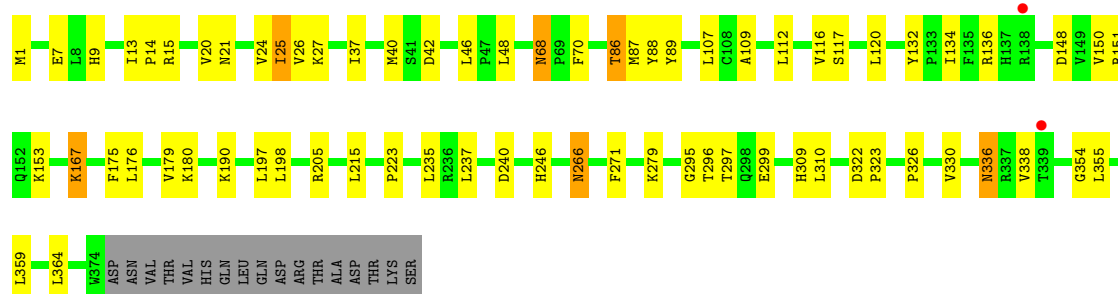 M1 E7 L8 H9 I13 P14 R15 V20 N21 V24 I25 V26 K27 I37 M40 S41 D42 L46 P47 L48 N68 P69 F70 T86 M87 Y88 Y89 L107 C108 A109 L112 V116 S117 L120 Y132 P133 I134 F135 R136 H137 R138 D148 V149 V150 R151
Q152 K153 K167 F175 L176 V179 K180 K190 L197 L198 R205 L215 P223 L235 R236 L237 D240 H246 N266 F271 K279 G295 T296 T297 Q298 E299 H309 L310 D322 P323 P326 V330 N336 R337 V338 T339 G354 L355
L359 L364 W374 ASP ASN VAL THR VAL HIS GLN LEU GLN ASP ARG THR ALA ASP THR LYS SER